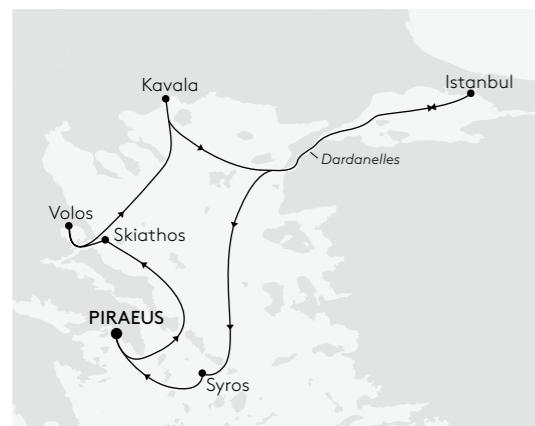 Kavala
Istanbul
Dardanelles
Volos
Skiathos
PIRAEUS
Syros